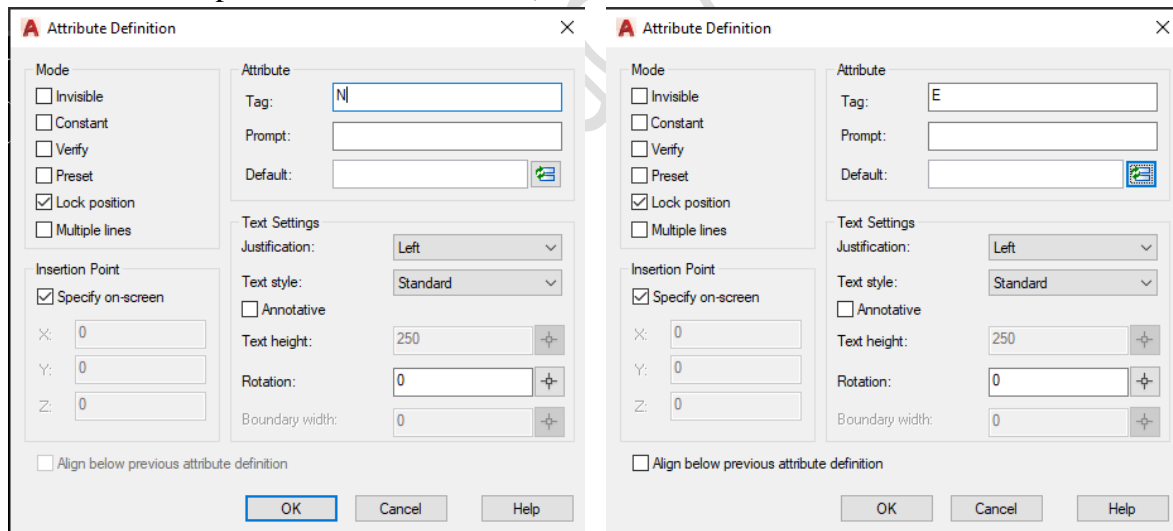 Attribute Definition
Mode
Invisible
Constant
Verify
Preset
Lock position
Multiple lines
Insertion Point
Specify on-screen
X: 0
Y: 0
Z: 0
Attribute
Tag: N
Prompt:
Default:
Text Settings
Justification: Left
Text style: Standard
Annotative
Text height: 250
Rotation: 0
Boundary width: 0
Align below previous attribute definition
OK Cancel Help
Attribute Definition
Mode
Invisible
Constant
Verify
Preset
Lock position
Multiple lines
Insertion Point
Specify on-screen
X: 0
Y: 0
Z: 0
Attribute
Tag: E
Prompt:
Default:
Text Settings
Justification: Left
Text style: Standard
Annotative
Text height: 250
Rotation: 0
Boundary width: 0
Align below previous attribute definition
OK Cancel Help